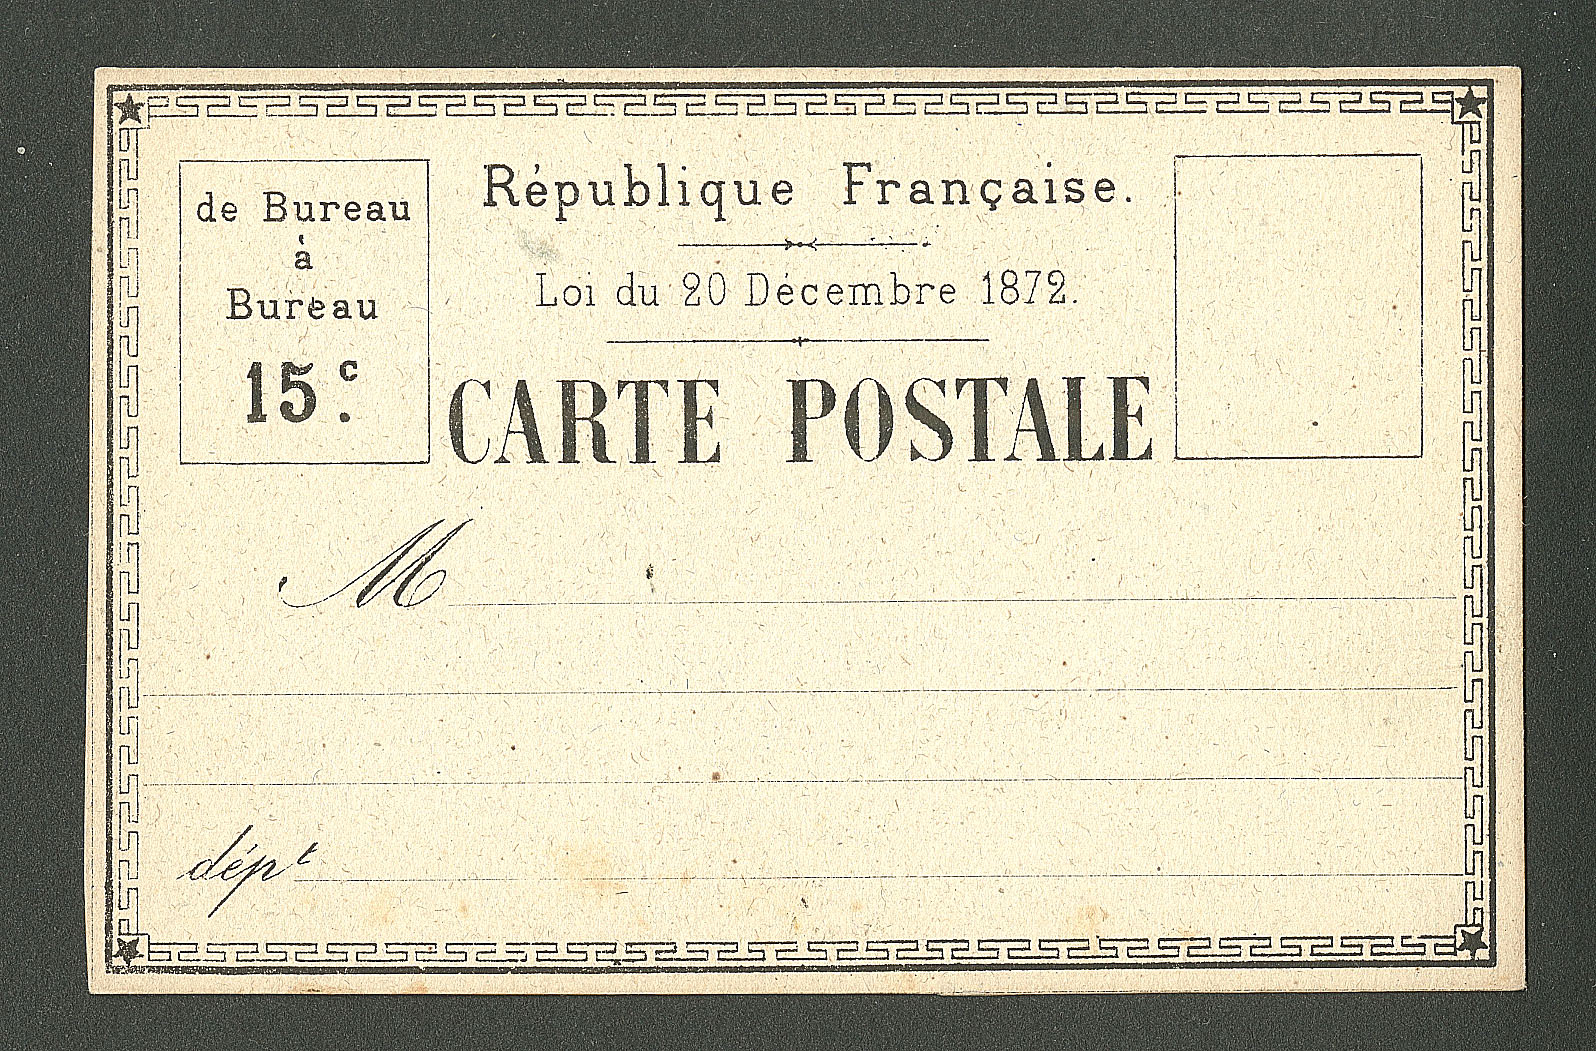 de Bureau
à
Bureau
15c.
République Française.
Loi du 20 Décembre 1872.
CARTE POSTALE
M
dépt